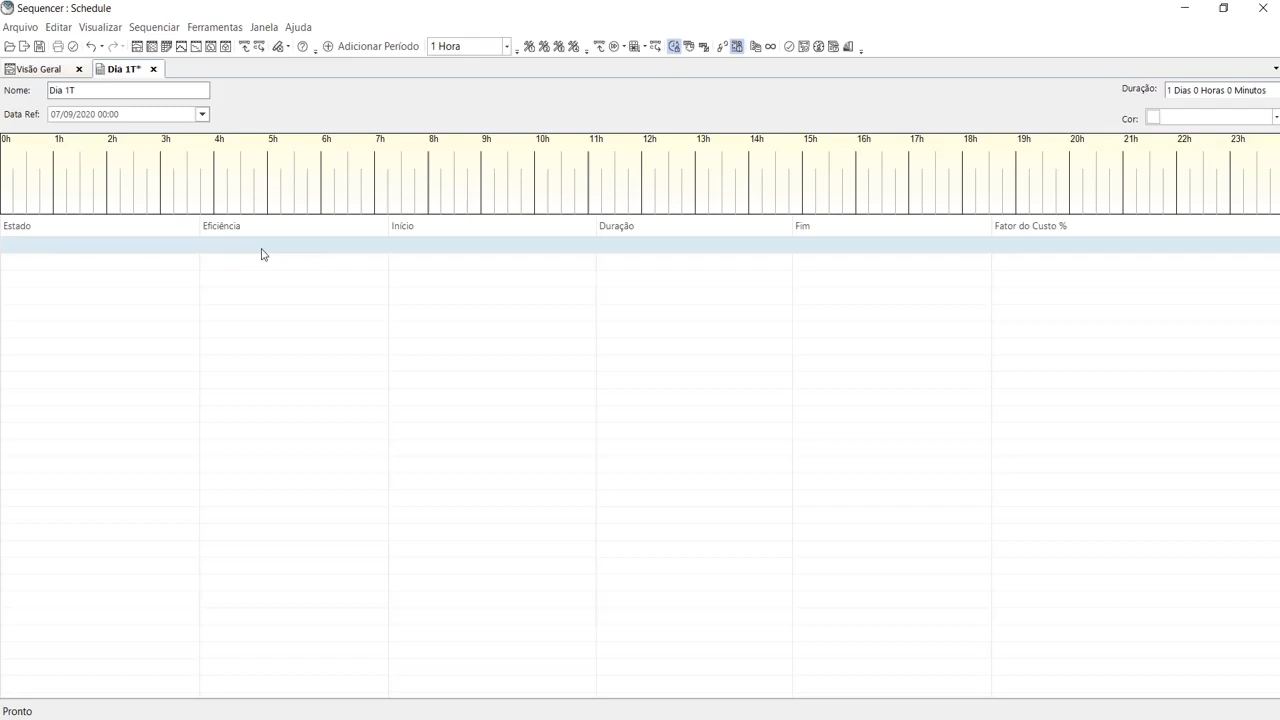 Sequencer : Schedule
Arquivo Editar Visualizar Sequenciar Ferramentas Janela Ajuda
Adicionar Período 1 Hora
Visão Geral Dia 1T*
Nome: Dia 1T Duração: 1 Dias 0 Horas 0 Minutos
Data Ref: 07/09/2020 00:00 Cor:
0h 1h 2h 3h 4h 5h 6h 7h 8h 9h 10h 11h 12h 13h 14h 15h 16h 17h 18h 19h 20h 21h 22h 23h
Estado Eficiência Início Duração Fim Fator do Custo %
Pronto